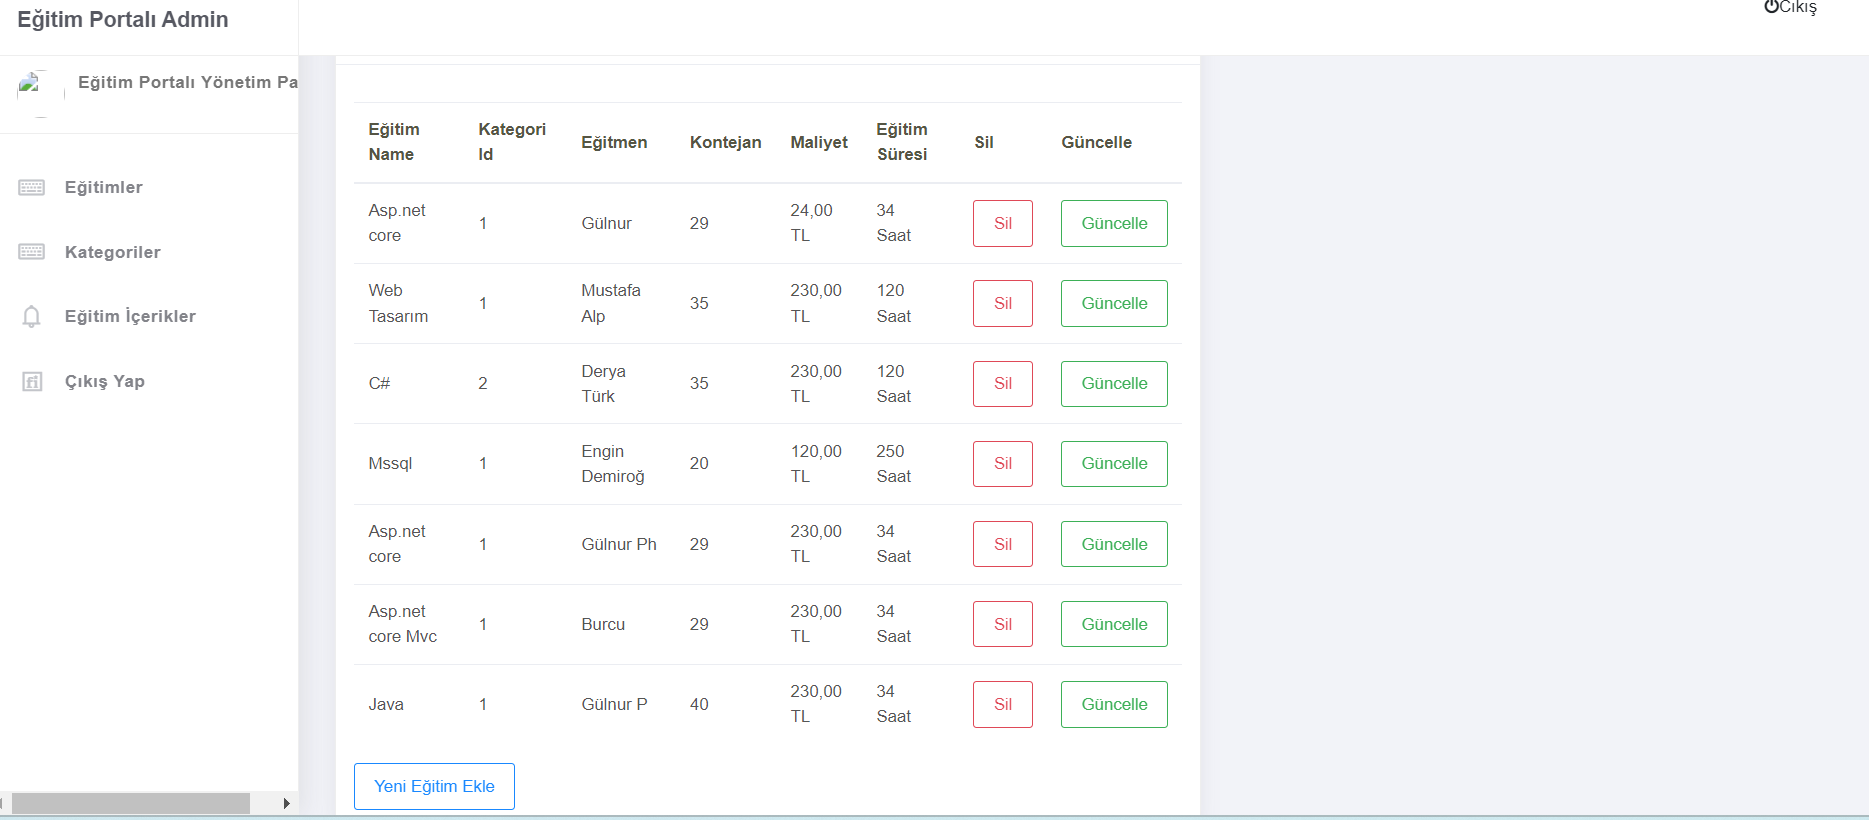 Eğitim Portalı Admin
Cıkış
Eğitim Portalı Yönetim Pa
Eğitimler
Kategoriler
Eğitim İçerikler
Çıkış Yap
Eğitim Name Kategori Id Eğitmen Kontejan Maliyet Eğitim Süresi Sil Güncelle
Asp.net core 1 Gülnur 29 24,00 TL 34 Saat Sil Güncelle
Web Tasarım 1 Mustafa Alp 35 230,00 TL 120 Saat Sil Güncelle
C# 2 Derya Türk 35 230,00 TL 120 Saat Sil Güncelle
Mssql 1 Engin Demiroğ 20 120,00 TL 250 Saat Sil Güncelle
Asp.net core 1 Gülnur Ph 29 230,00 TL 34 Saat Sil Güncelle
Asp.net core Mvc 1 Burcu 29 230,00 TL 34 Saat Sil Güncelle
Java 1 Gülnur P 40 230,00 TL 34 Saat Sil Güncelle
Yeni Eğitim Ekle